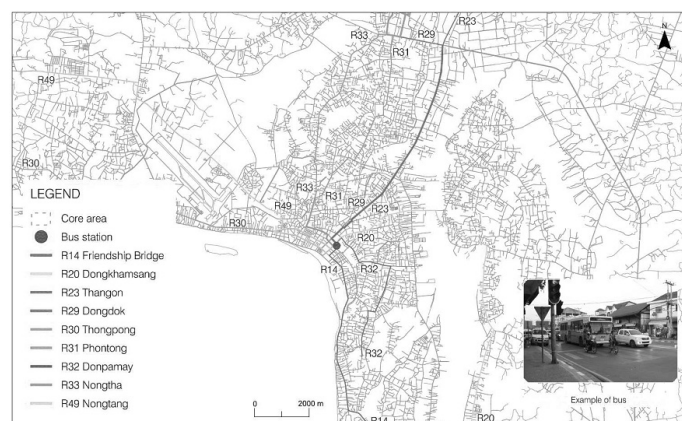 R23
R33
R29
N
R31
R49
R30
LEGEND
Core area
Bus station
R14 Friendship Bridge
R20 Dongkhamsang
R23 Thangon
R29 Dongdok
R30 Thongpong
R31 Phontong
R32 Donpamay
R33 Nongtha
R49 Nongtang
R33
R31
R29
R49
R23
R30
R20
R14
R32
R32
0 2000 m
R14
R20
Example of bus